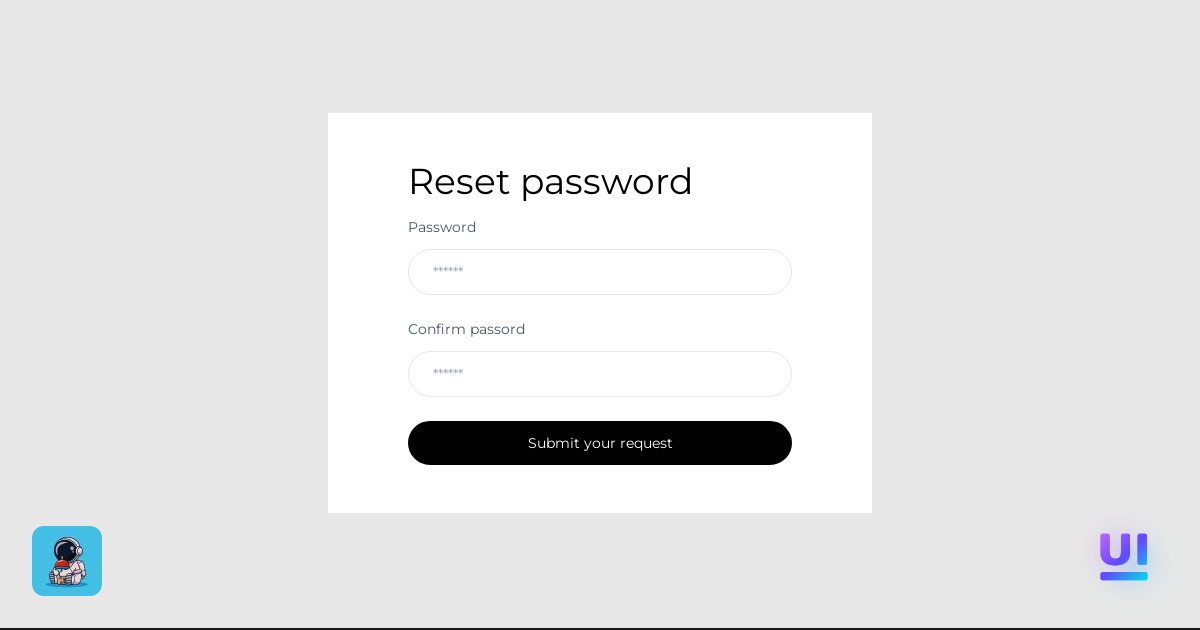 Reset password
Password
******
Confirm passord
******
Submit your request
UI